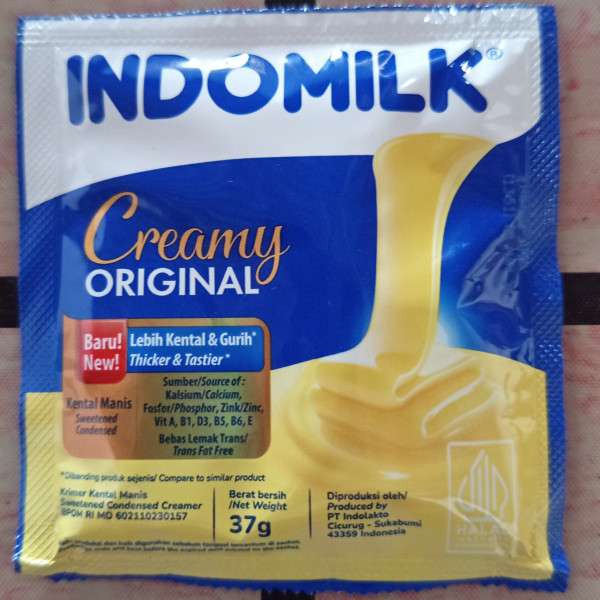 INDOMILK®
Creamy
ORIGINAL
Baru!
New!
Lebih Kental & Gurih*
Thicker & Tastier*
Kental Manis
Sweetened
Condensed
Sumber/Source of :
Kalsium/Calcium,
Fosfor/Phosphor, Zink/Zinc,
Vit A, B1, D3, B5, B6, E
Bebas Lemak Trans/
Trans Fat Free
*Dibanding produk sejenis/ Compare to similar product
Krimer Kental Manis
Sweetened Condensed Creamer
BPOM RI MD 602110230157
Berat bersih
/Net Weight
37g
Diproduksi oleh/
Produced by
PT Indolakto
Cicurug - Sukabumi
43359 Indonesia
HALAL